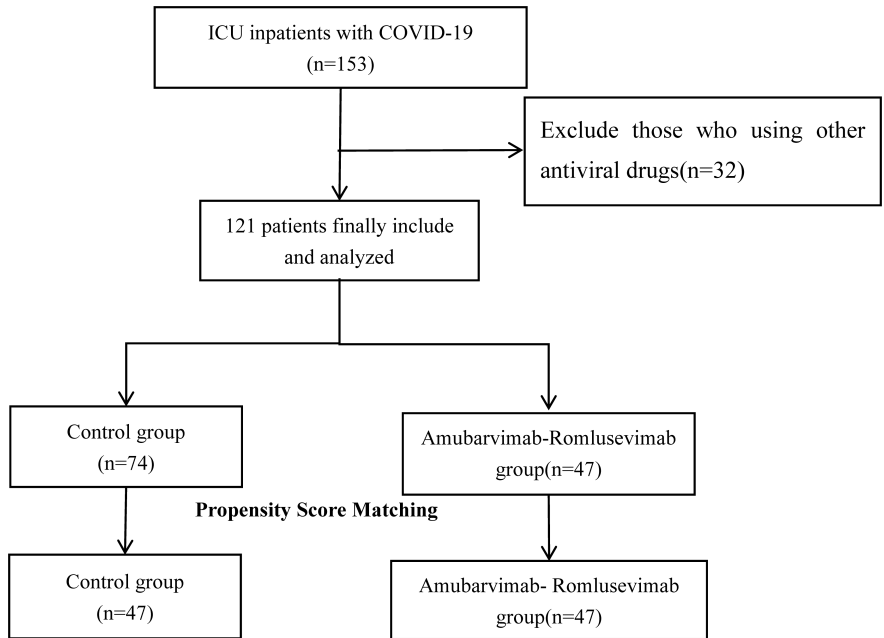 ICU inpatients with COVID-19
(n=153)
Exclude those who using other
antiviral drugs(n=32)
121 patients finally include
and analyzed
Control group
(n=74)
Amubarvimab-Romlusevimab
group(n=47)
Propensity Score Matching
Control group
(n=47)
Amubarvimab- Romlusevimab
group(n=47)